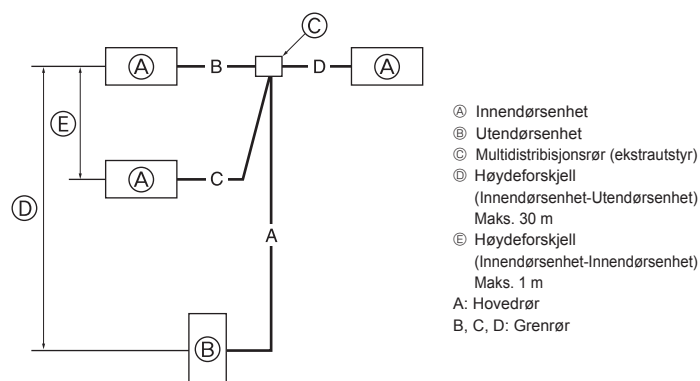 Ⓒ
Ⓐ B D Ⓐ
Ⓔ
Ⓐ C
Ⓓ
A
Ⓑ
Ⓐ Innendørsenhet
Ⓑ Utendørsenhet
Ⓒ Multidistribisjonsrør (ekstrautstyr)
Ⓓ Høydeforskjell
(Innendørsenhet-Utendørsenhet)
Maks. 30 m
Ⓔ Høydeforskjell
(Innendørsenhet-Innendørsenhet)
Maks. 1 m
A: Hovedrør
B, C, D: Grenrør